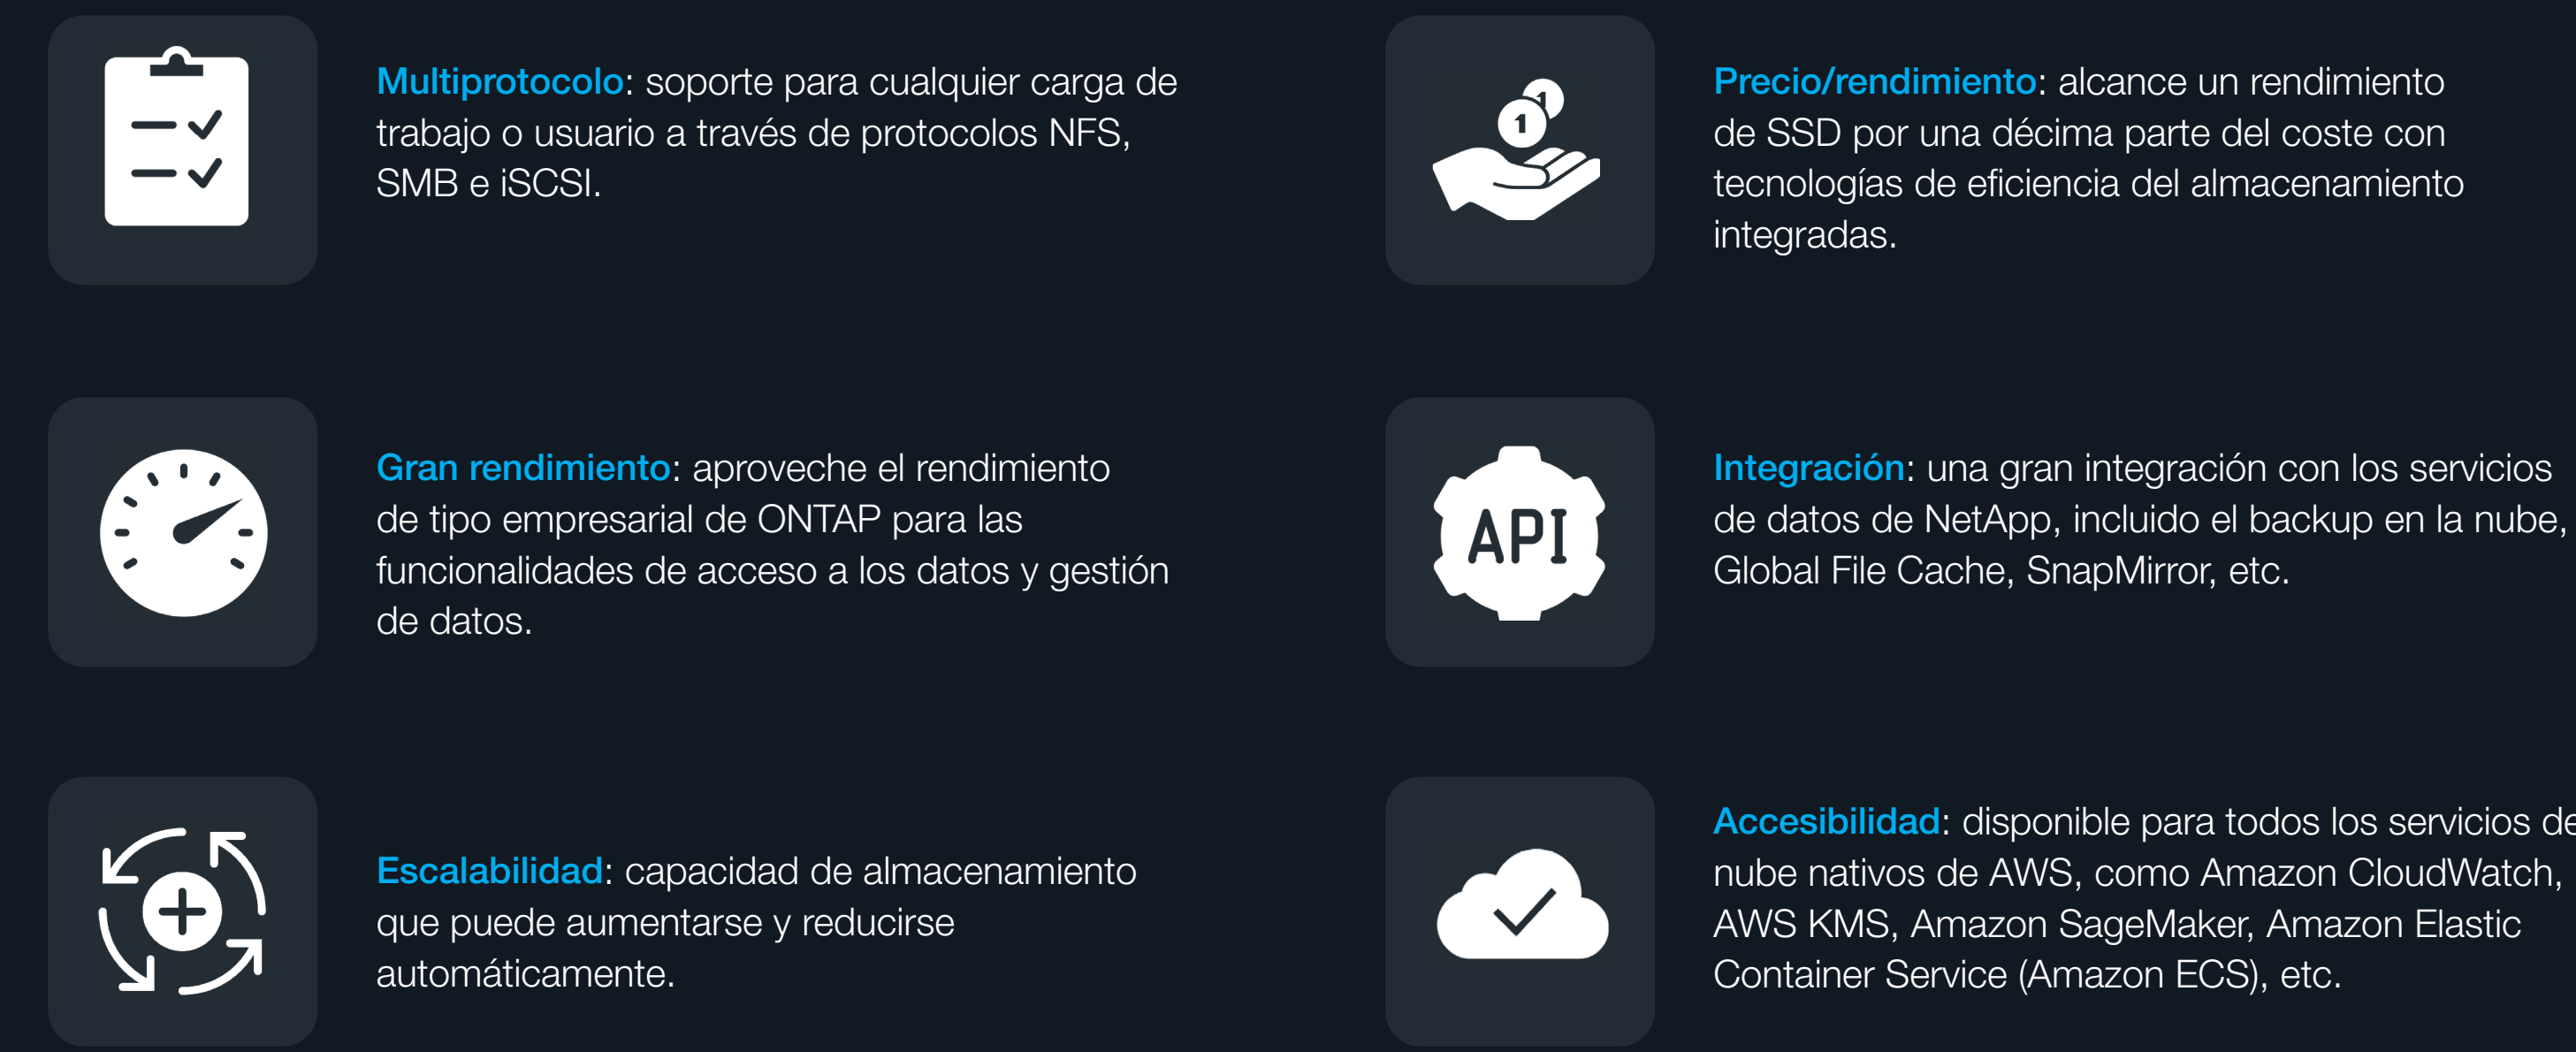 Multiprotocolo: soporte para cualquier carga de
trabajo o usuario a través de protocolos NFS,
SMB e iSCSI.
1
1
Precio/rendimiento: alcance un rendimiento
de SSD por una décima parte del coste con
tecnologías de eficiencia del almacenamiento
integradas.
Gran rendimiento: aproveche el rendimiento
de tipo empresarial de ONTAP para las
funcionalidades de acceso a los datos y gestión
de datos.
API
Integración: una gran integración con los servicios
de datos de NetApp, incluido el backup en la nube,
Global File Cache, SnapMirror, etc.
Escalabilidad: capacidad de almacenamiento
que puede aumentarse y reducirse
automáticamente.
Accesibilidad: disponible para todos los servicios de
nube nativos de AWS, como Amazon CloudWatch,
AWS KMS, Amazon SageMaker, Amazon Elastic
Container Service (Amazon ECS), etc.